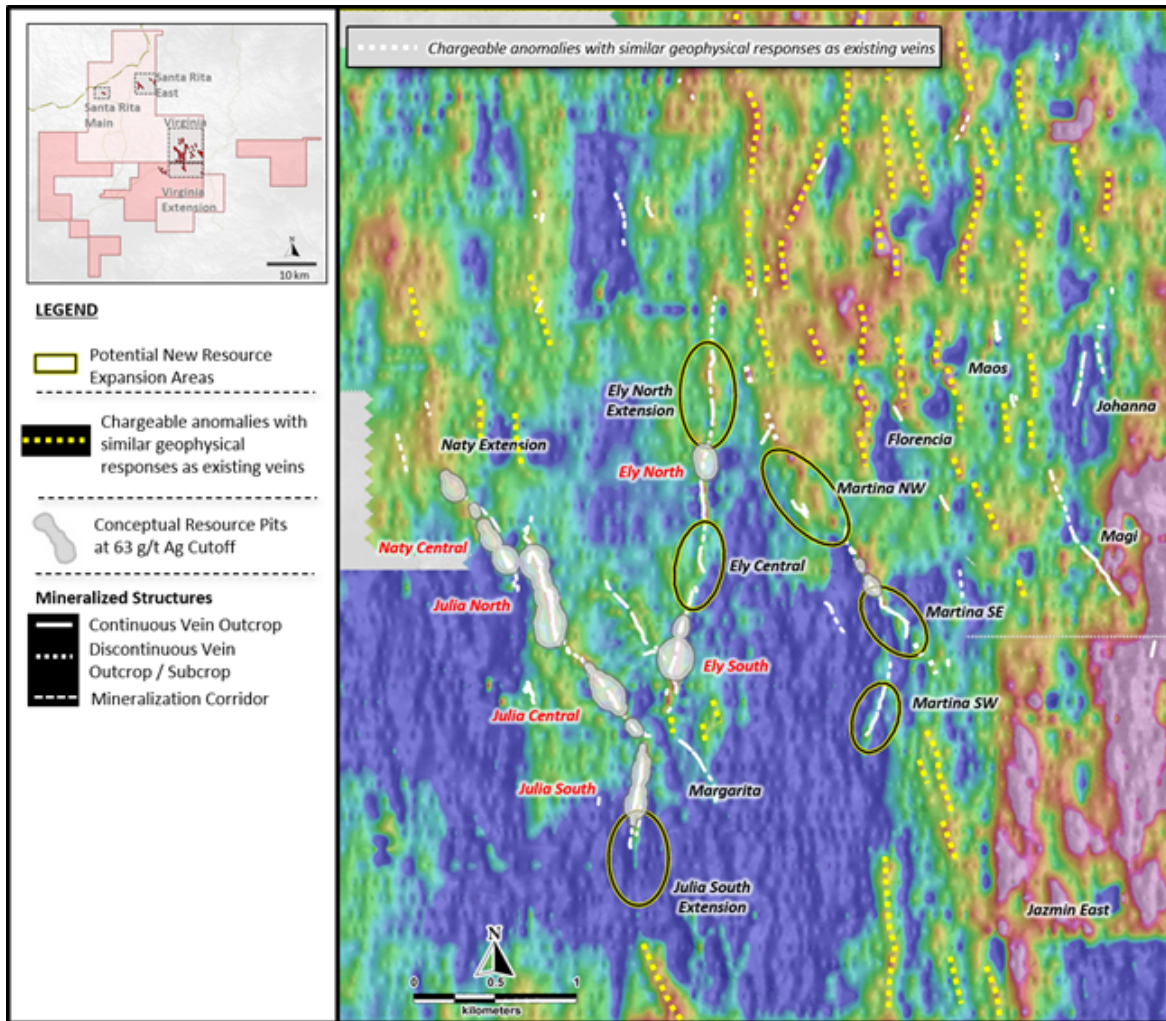 Santa Rita
East
Santa Rita
Main
Virginia
Virginia
Extension
N
10 km
LEGEND
Potential New Resource
Expansion Areas
Chargeable anomalies with
similar geophysical
responses as existing veins
Conceptual Resource Pits
at 63 g/t Ag Cutoff
Mineralized Structures
Continuous Vein Outcrop
Discontinuous Vein
Outcrop / Subcrop
Mineralization Corridor
Chargeable anomalies with similar geophysical responses as existing veins
Maos
Johanna
Ely North
Extension
Florencia
Naty Extension
Ely North
Martina NW
Magi
Naty Central
Ely Central
Julia North
Martina SE
Ely South
Martina SW
Julia Central
Julia South
Margarita
Julia South
Extension
Jazmin East
N
0 0.5 1
kilometers